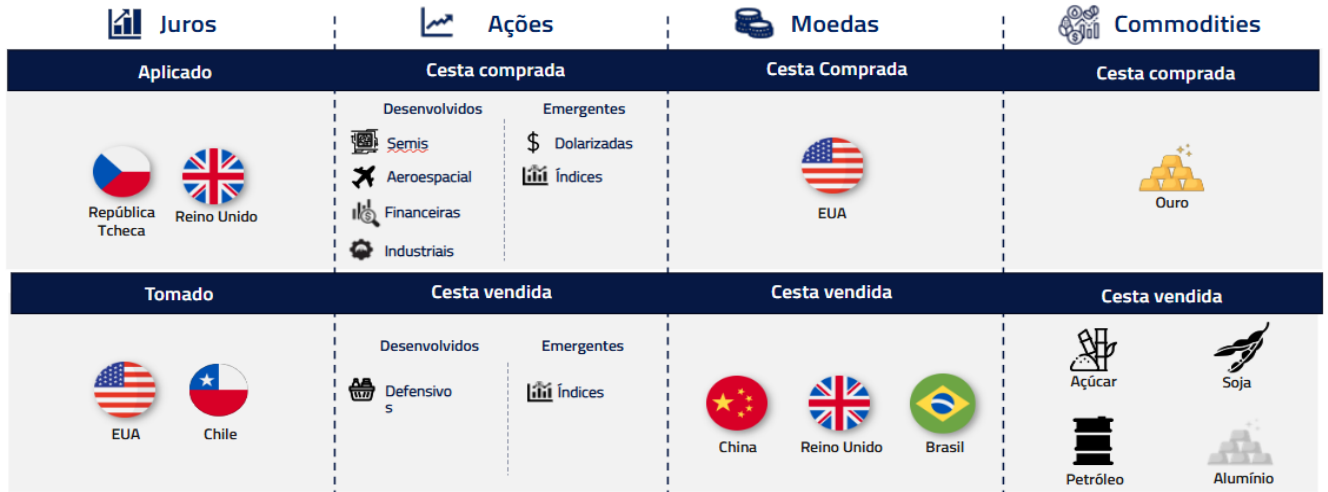 Juros
Ações
Moedas
Commodities
Aplicado
Cesta comprada
Cesta Comprada
Cesta comprada
República
Tcheca
Reino Unido
Desenvolvidos
Semis
Aeroespacial
Financeiras
Industriais
Emergentes
$ Dolarizadas
Índices
EUA
Ouro
Tomado
Cesta vendida
Cesta vendida
Cesta vendida
EUA
Chile
Desenvolvidos
Defensivo
s
Emergentes
Índices
China
Reino Unido
Brasil
Açúcar
Soja
Petróleo
Alumínio